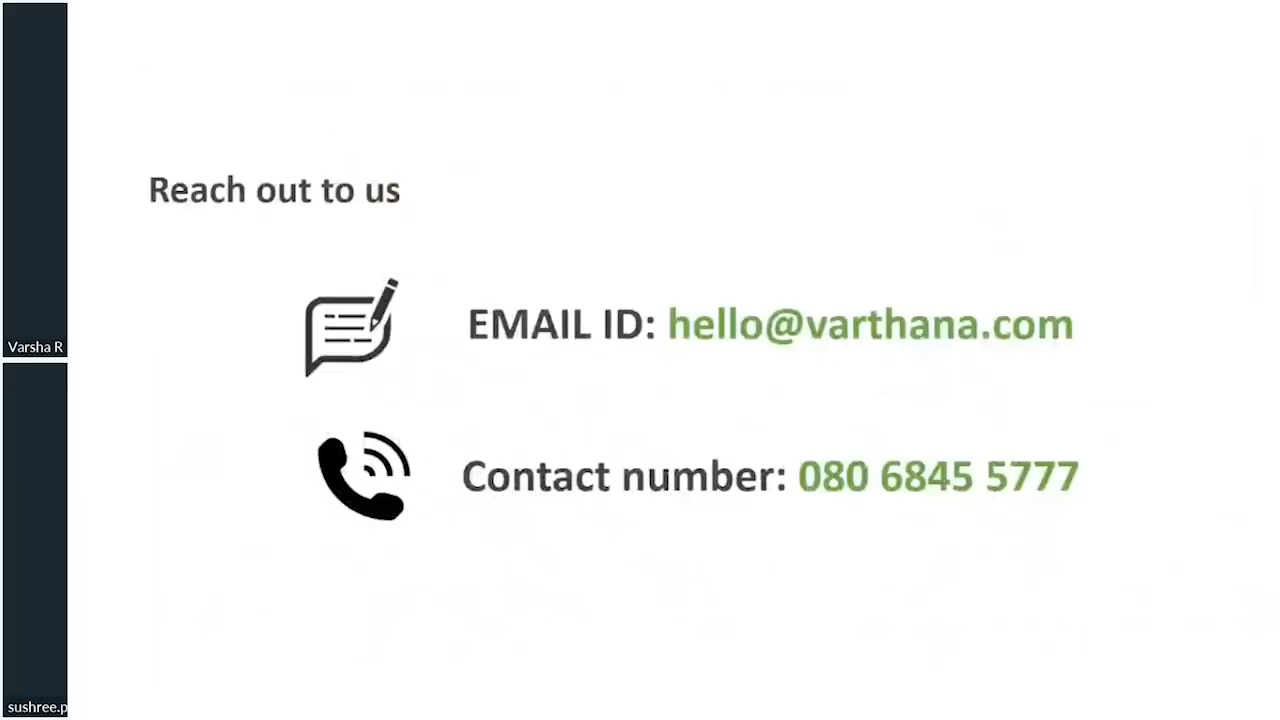 Reach out to us
EMAIL ID: hello@varthana.com
Contact number: 080 6845 5777
Varsha R
sushree.p